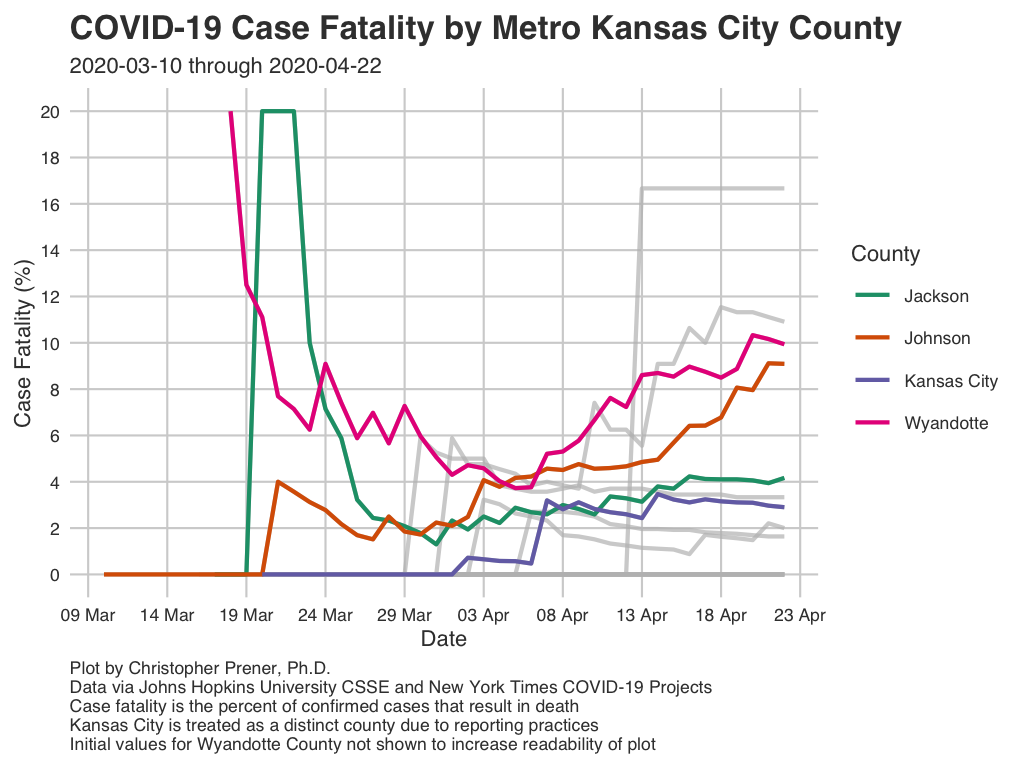 COVID-19 Case Fatality by Metro Kansas City County
2020-03-10 through 2020-04-22
Case Fatality (%)
20
18
16
14
12
10
8
6
4
2
0
09 Mar 14 Mar 19 Mar 24 Mar 29 Mar 03 Apr 08 Apr 13 Apr 18 Apr 23 Apr
Date
County
Jackson
Johnson
Kansas City
Wyandotte
Plot by Christopher Prener, Ph.D.
Data via Johns Hopkins University CSSE and New York Times COVID-19 Projects
Case fatality is the percent of confirmed cases that result in death
Kansas City is treated as a distinct county due to reporting practices
Initial values for Wyandotte County not shown to increase readability of plot